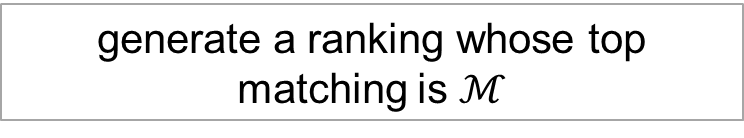 generate a ranking whose top
matching is ℳ